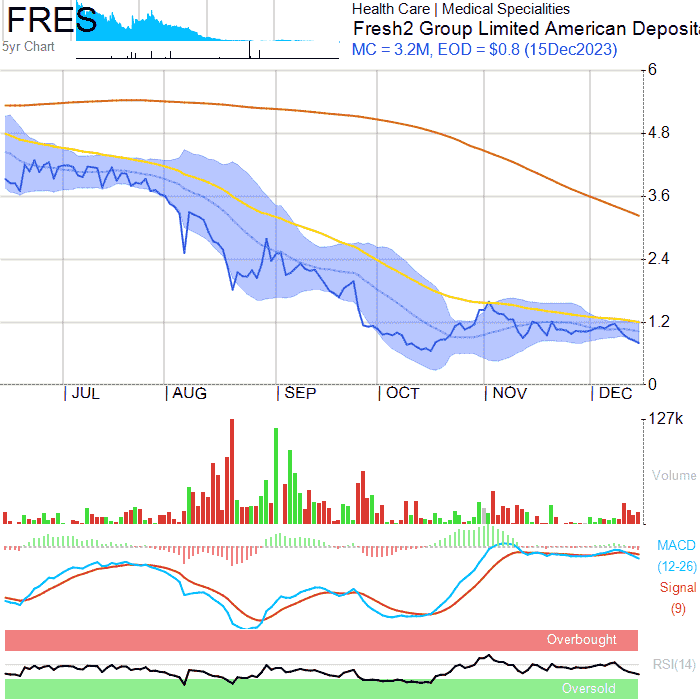 FRES
5yr Chart
Health Care | Medical Specialities
Fresh2 Group Limited American Deposita
MC = 3.2M, EOD = $0.8 (15Dec2023)
6
4.8
3.6
2.4
1.2
0
JUL AUG SEP OCT NOV DEC
127k
Volume
MACD
(12-26)
Signal
(9)
Overbought
RSI(14)
Oversold